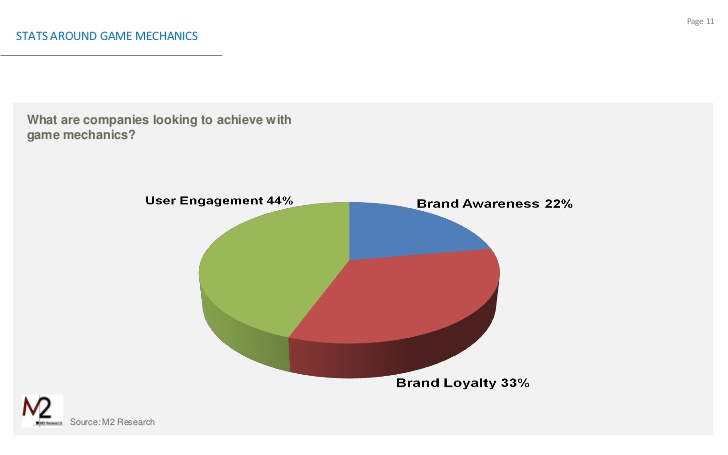 Page 11
STATS AROUND GAME MECHANICS
What are companies looking to achieve with
game mechanics?
User Engagement 44%
Brand Awareness 22%
Brand Loyalty 33%
M2
M2 Research
Source: M2 Research